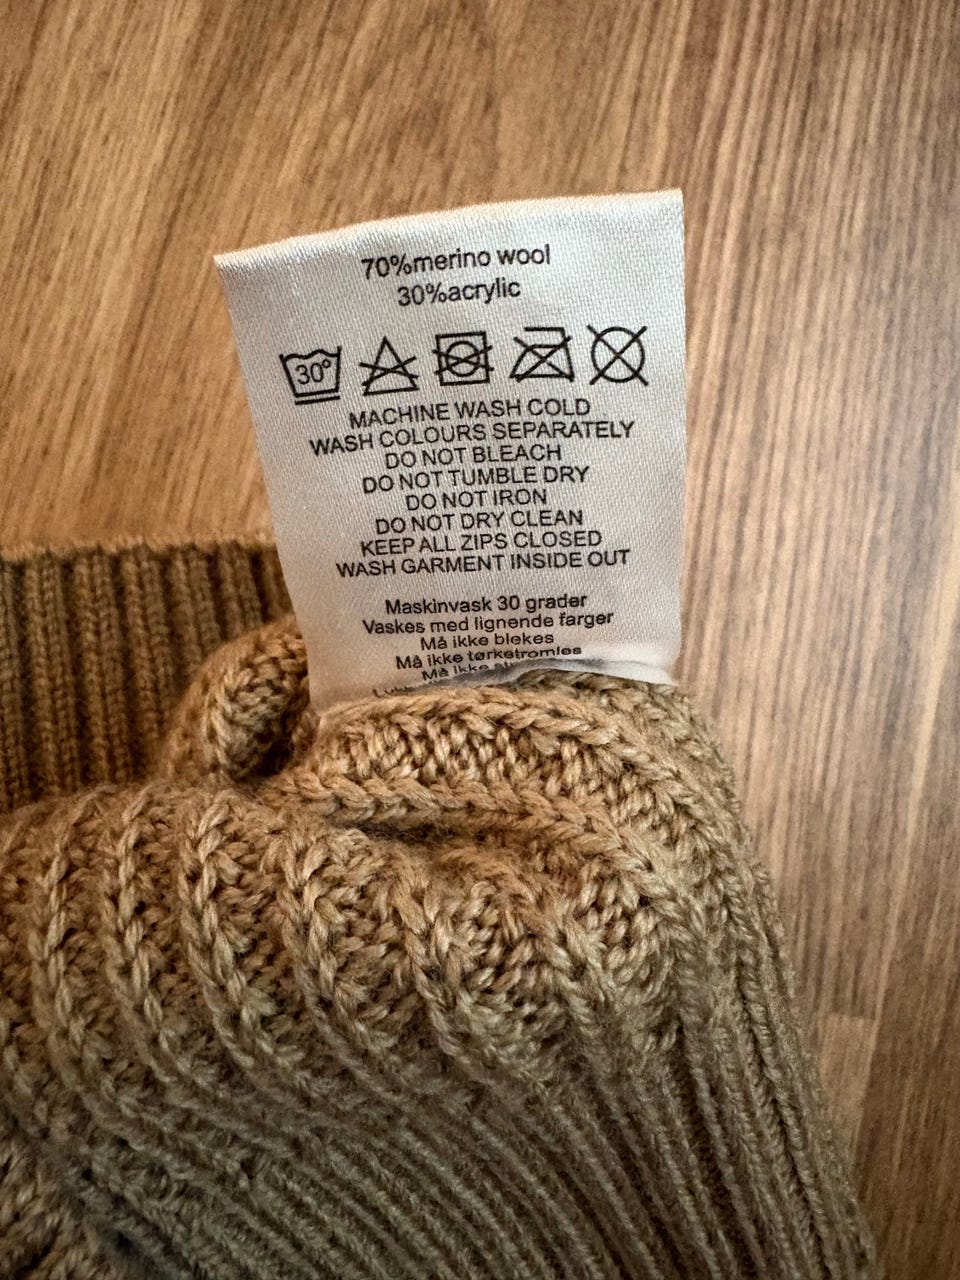 70%merino wool
30%acrylic
30°
MACHINE WASH COLD
WASH COLOURS SEPARATELY
DO NOT BLEACH
DO NOT TUMBLE DRY
DO NOT IRON
DO NOT DRY CLEAN
KEEP ALL ZIPS CLOSED
WASH GARMENT INSIDE OUT
Maskinvask 30 grader
Vaskes med lignende farger
Må ikke blekes
Må ikke tørketromles
Må ikke